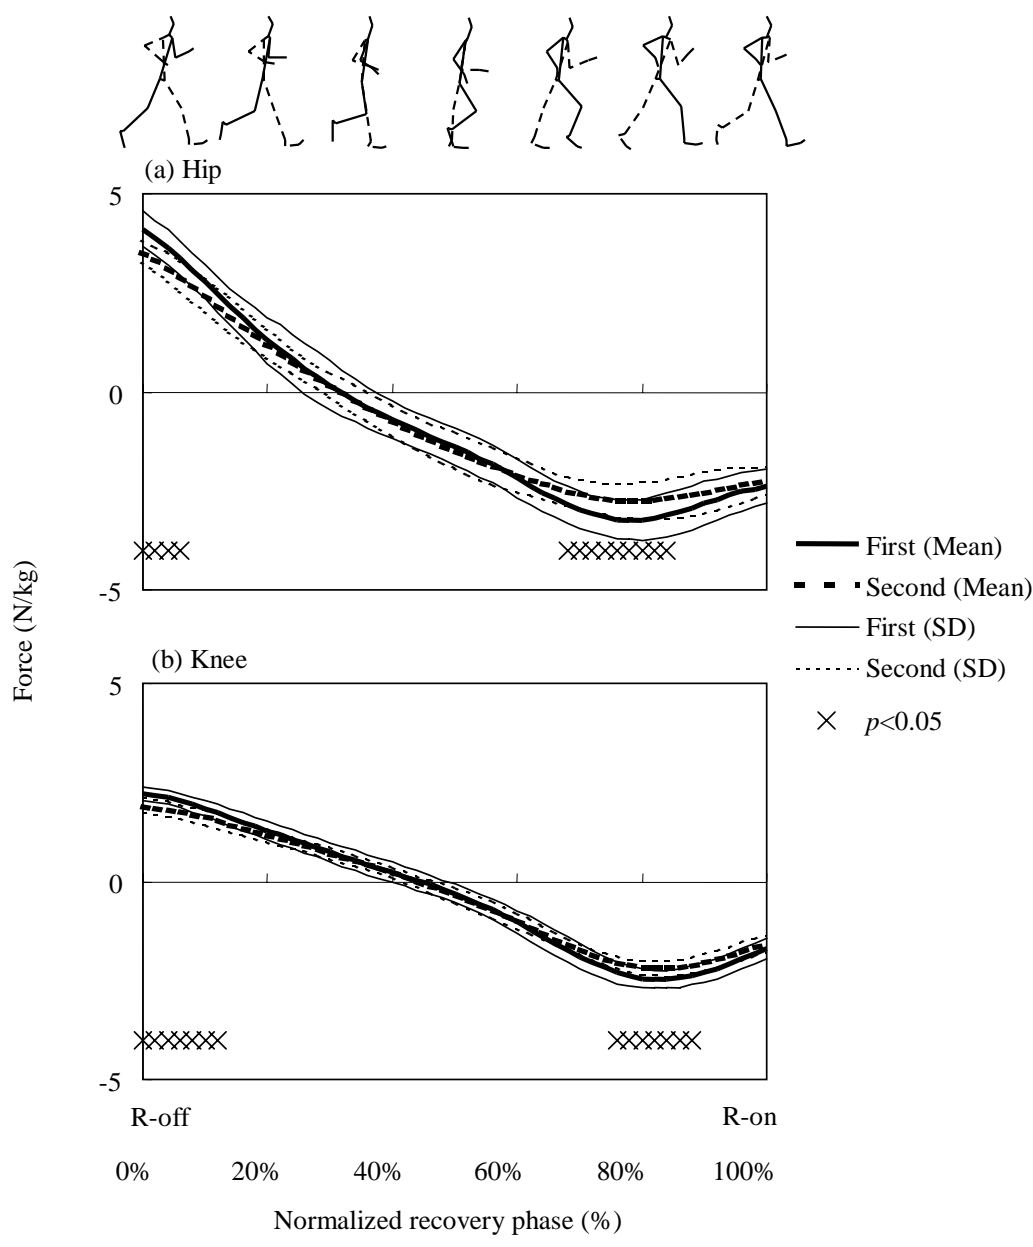 (a) Hip
5
0
-5
Force (N/kg)
First (Mean)
Second (Mean)
First (SD)
Second (SD)
p<0.05
(b) Knee
5
0
-5
R-off R-on
0% 20% 40% 60% 80% 100%
Normalized recovery phase (%)